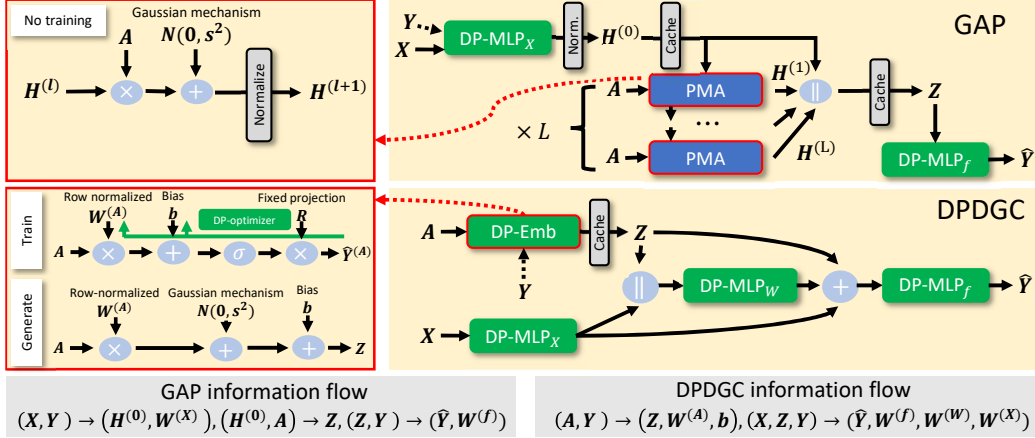 No training
Gaussian mechanism
A N(0, s²)
H^(l) × + Normalize H^(l+1)
GAP
Y
X DP-MLP_X Norm. H^(0) Cache
A PMA H^(1) || Cache Z
× L ...
A PMA H^(L) DP-MLP_f Ŷ
Train
Row normalized Bias Fixed projection
W^(A) b DP-optimizer R
A × + σ × Ŷ^(A)
Generate
Row-normalized Gaussian mechanism Bias
W^(A) N(0, s²) b
A × + + Z
DPDGC
A DP-Emb Cache Z
Y || DP-MLP_W + DP-MLP_f Ŷ
X DP-MLP_X
GAP information flow
(X, Y) → (H^(0), W^(X)), (H^(0), A) → Z, (Z, Y) → (Ŷ, W^(f))
DPDGC information flow
(A, Y) → (Z, W^(A), b), (X, Z, Y) → (Ŷ, W^(f), W^(W), W^(X))